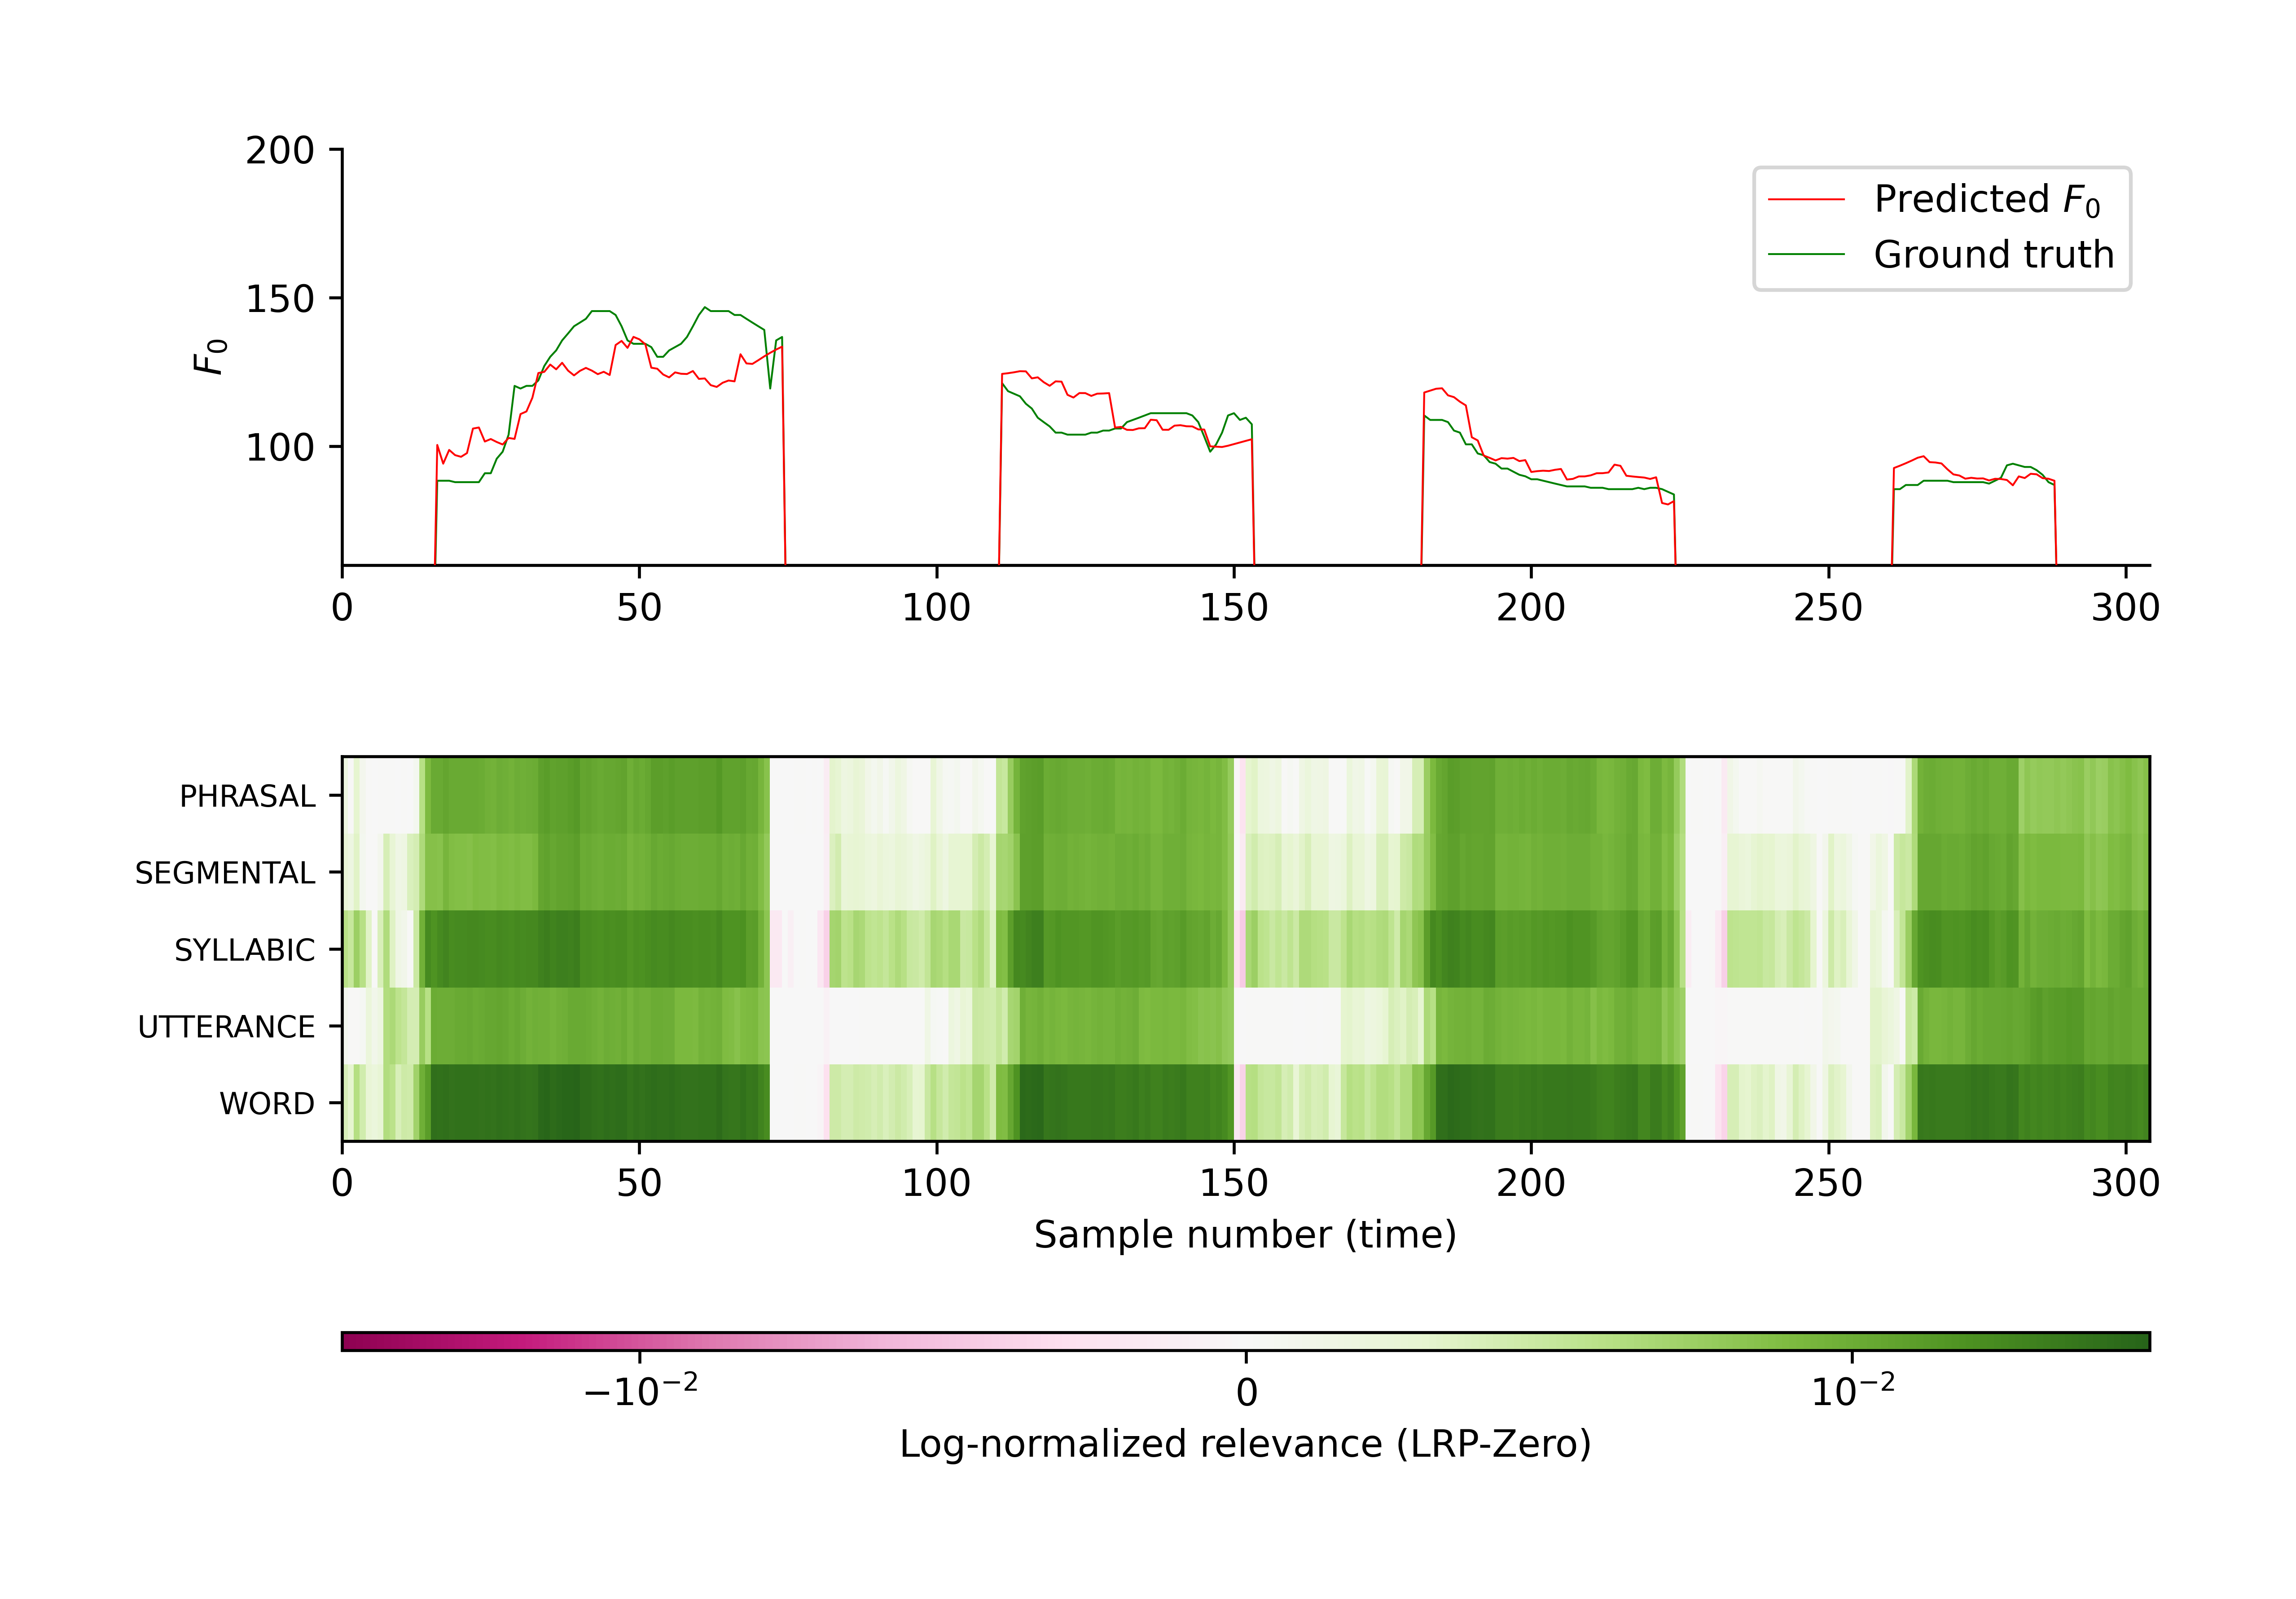 200
150
100
F₀
Predicted F₀
Ground truth
0 50 100 150 200 250 300
PHRASAL
SEGMENTAL
SYLLABIC
UTTERANCE
WORD
0 50 100 150 200 250 300
Sample number (time)
−10⁻² 0 10⁻²
Log-normalized relevance (LRP-Zero)